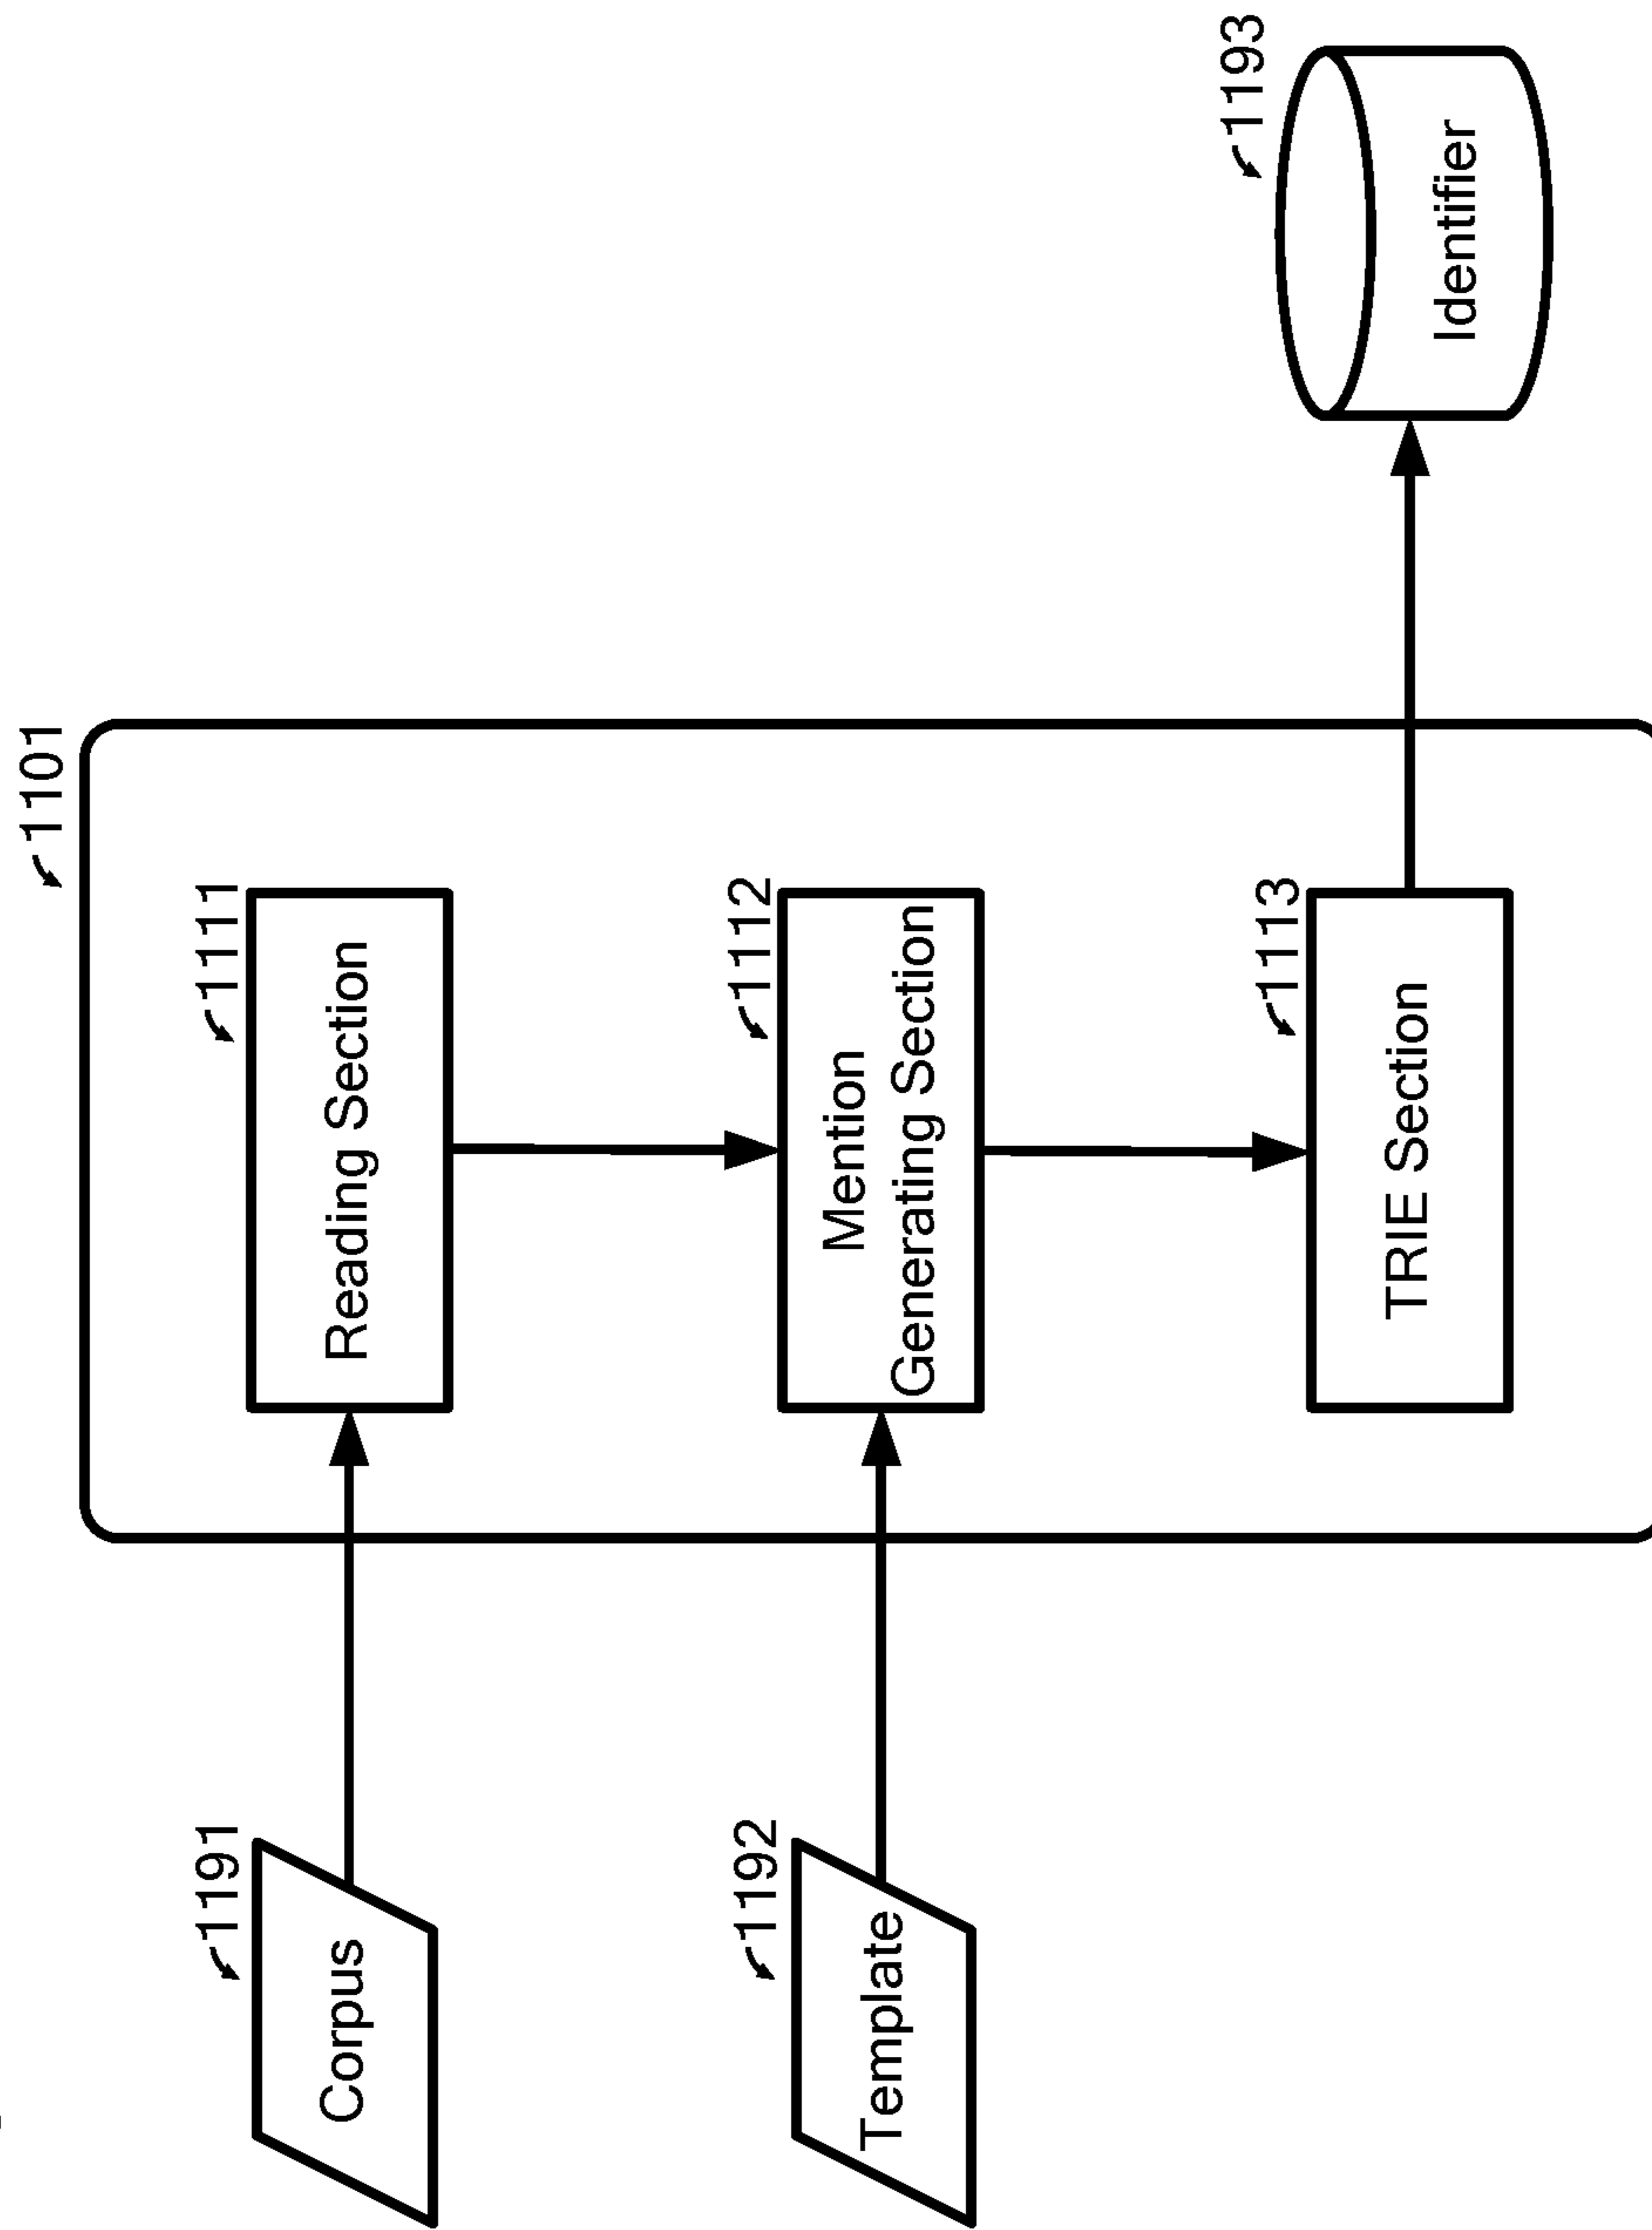 1101
1191
1111
Corpus
Reading Section
1192
1112
Template
Mention
Generating Section
1193
1113
TRIE Section
Identifier